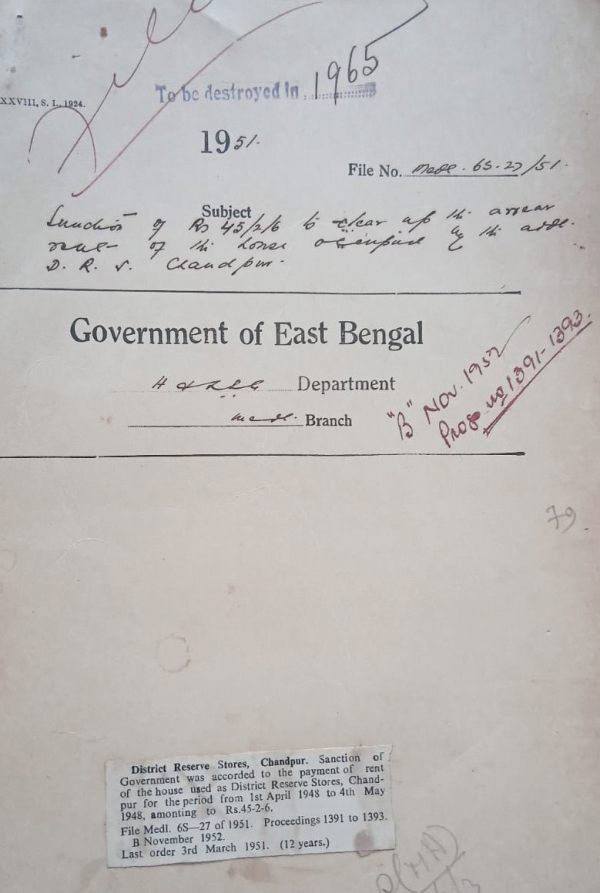 XXVIII, S. I., 1924.
To be destroyed in 1965
1951.
File No. Medl. 6S-27/51.
Subject
Sanction of Rs 45/2/6 to clear up the arrear
rent of the house occupied by the addl.
D. R. S. Chandpur.
Government of East Bengal
Department
Medl. Branch
"B" NOV. 1952
Progs no 1391-1393.
79.
District Reserve Stores, Chandpur. Sanction of
Government was accorded to the payment of rent
of the house used as District Reserve Stores, Chand-
pur for the period from 1st April 1948 to 4th May
1948, amonting to Rs.45-2-6.
File Medl. 6S—27 of 1951. Proceedings 1391 to 1393.
B November 1952.
Last order 3rd March 1951. (12 years.)